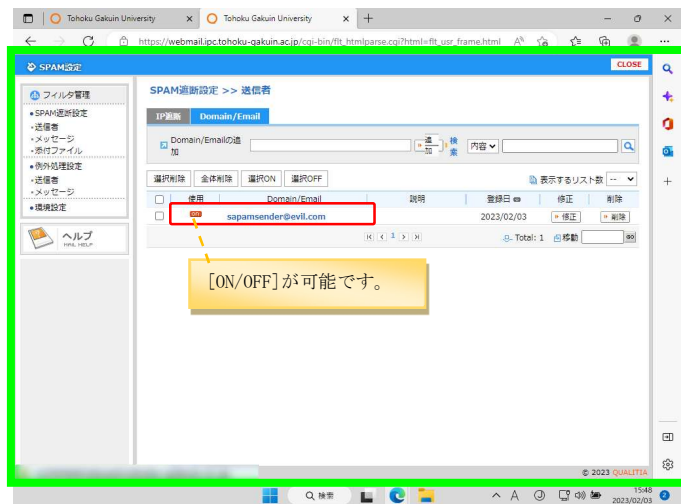 Tohoku Gakuin University
Tohoku Gakuin University
https://webmail.ipc.tohoku-gakuin.ac.jp/cgi-bin/flt_htmlparse.cgi?html=flt_usr_frame.html
SPAM設定
CLOSE
フィルタ管理
•SPAM遮断設定
-送信者
-メッセージ
-添付ファイル
•例外処理設定
-送信者
-メッセージ
•環境設定
ヘルプ
MAIL HELP
SPAM遮断設定 >> 送信者
IP遮断 Domain/Email
Domain/Emailの追加
追加
検索
内容
選択削除 全体削除 選択ON 選択OFF
表示するリスト数 --
使用 Domain/Email 説明 登録日 修正 削除
on sapamsender@evil.com 2023/02/03 修正 削除
1
Total: 1 移動 go
[ON/OFF]が可能です。
© 2023 QUALITIA
検索
A
15:48
2023/02/03
2